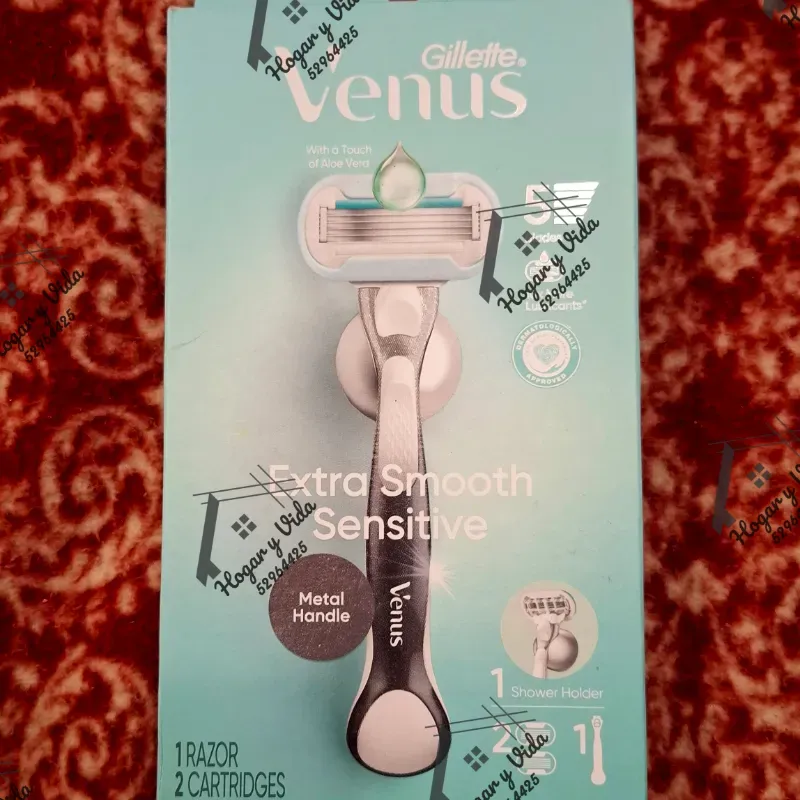 Hogar y Vida
52964425
Gillette®
Venus
With a Touch
of Aloe Vera
5
Hogar y Vida
52964425
Lubricants*
DERMATOLOGICALLY
APPROVED
Hogar y Vida
52964425
Extra Smooth
Sensitive
Hogar y Vida
52964425
Hogar y Vida
Metal
Handle
Venus
1 Shower Holder
2 1
1 RAZOR
2 CARTRIDGES
Hogar y Vida